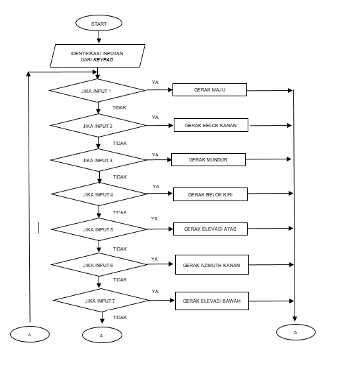 START
IDENTIFIKASI INPUTAN
DARI KEYPAD
YA
JIKA INPUT 1
GERAK MAJU
TIDAK
YA
JIKA INPUT 2
GERAK BELOK KANAN
TIDAK
YA
JIKA INPUT 3
GERAK MUNDUR
TIDAK
YA
JIKA INPUT 4
GERAK BELOK KIRI
TIDAK
YA
JIKA INPUT 5
GERAK ELEVASI ATAS
TIDAK
YA
JIKA INPUT 6
GERAK AZIMUTH KANAN
TIDAK
YA
JIKA INPUT 7
GERAK ELEVASI BAWAH
TIDAK
A
A
A